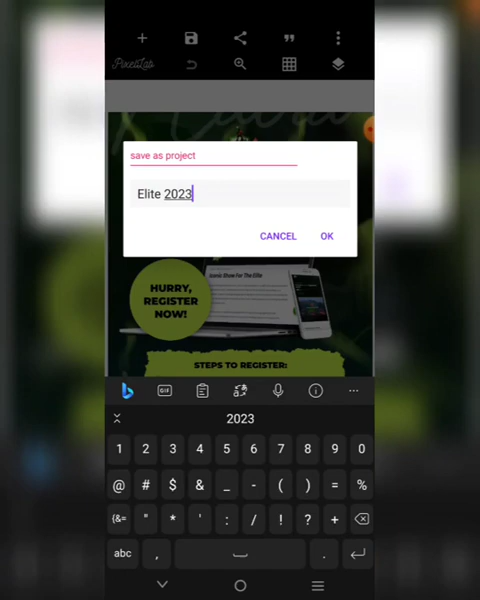 PixelLab
save as project
Elite 2023
CANCEL OK
HURRY,
REGISTER
NOW!
Iconic Show For The Elite
STEPS TO REGISTER:
GIF
2023
1 2 3 4 5 6 7 8 9 0
@ # $ & _ - ( ) = %
{&= " * ' : / ! ? +
abc , .